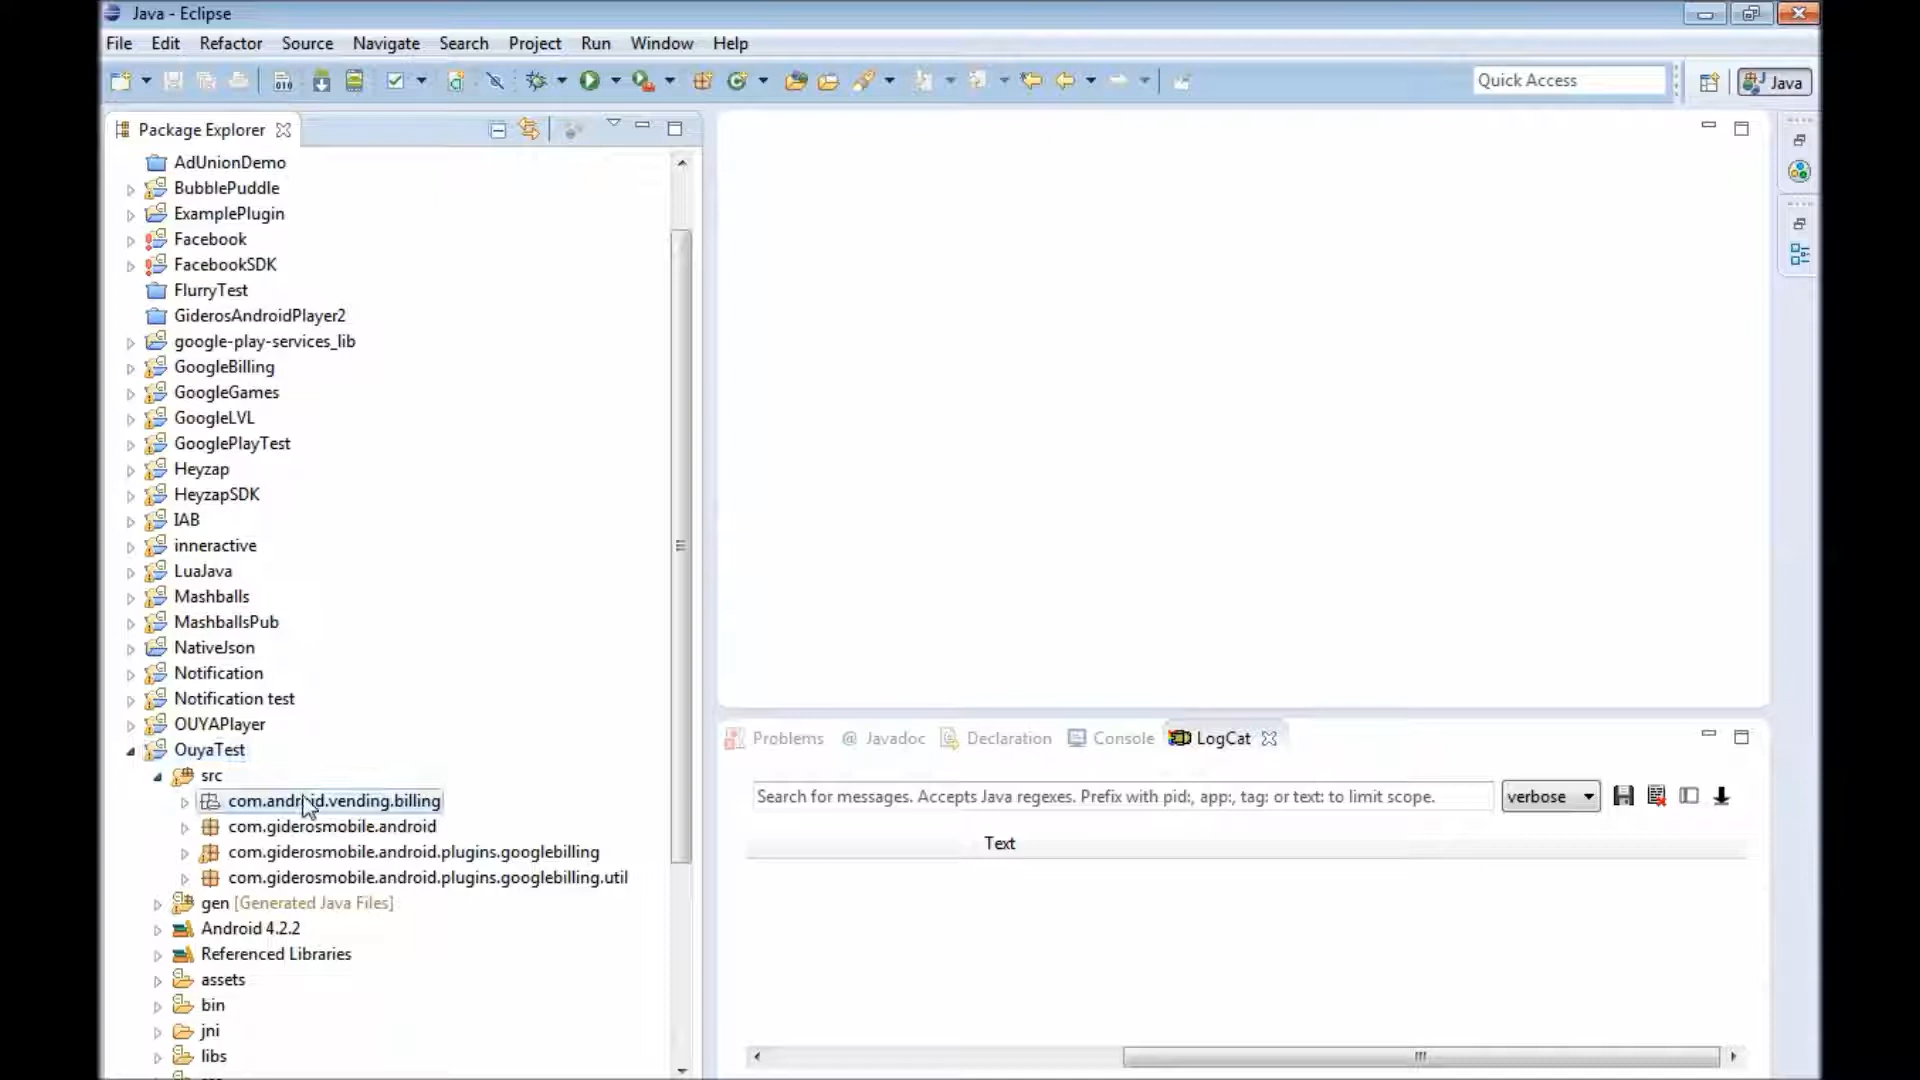 Java - Eclipse
File Edit Refactor Source Navigate Search Project Run Window Help
Quick Access
Java
Package Explorer
AdUnionDemo
BubblePuddle
ExamplePlugin
Facebook
FacebookSDK
FlurryTest
GiderosAndroidPlayer2
google-play-services_lib
GoogleBilling
GoogleGames
GoogleLVL
GooglePlayTest
Heyzap
HeyzapSDK
IAB
inneractive
LuaJava
Mashballs
MashballsPub
NativeJson
Notification
Notification test
OUYAPlayer
OuyaTest
src
com.android.vending.billing
com.giderosmobile.android
com.giderosmobile.android.plugins.googlebilling
com.giderosmobile.android.plugins.googlebilling.util
gen [Generated Java Files]
Android 4.2.2
Referenced Libraries
assets
bin
jni
libs
Problems @ Javadoc Declaration Console LogCat
Search for messages. Accepts Java regexes. Prefix with pid:, app:, tag: or text: to limit scope.
verbose
Text